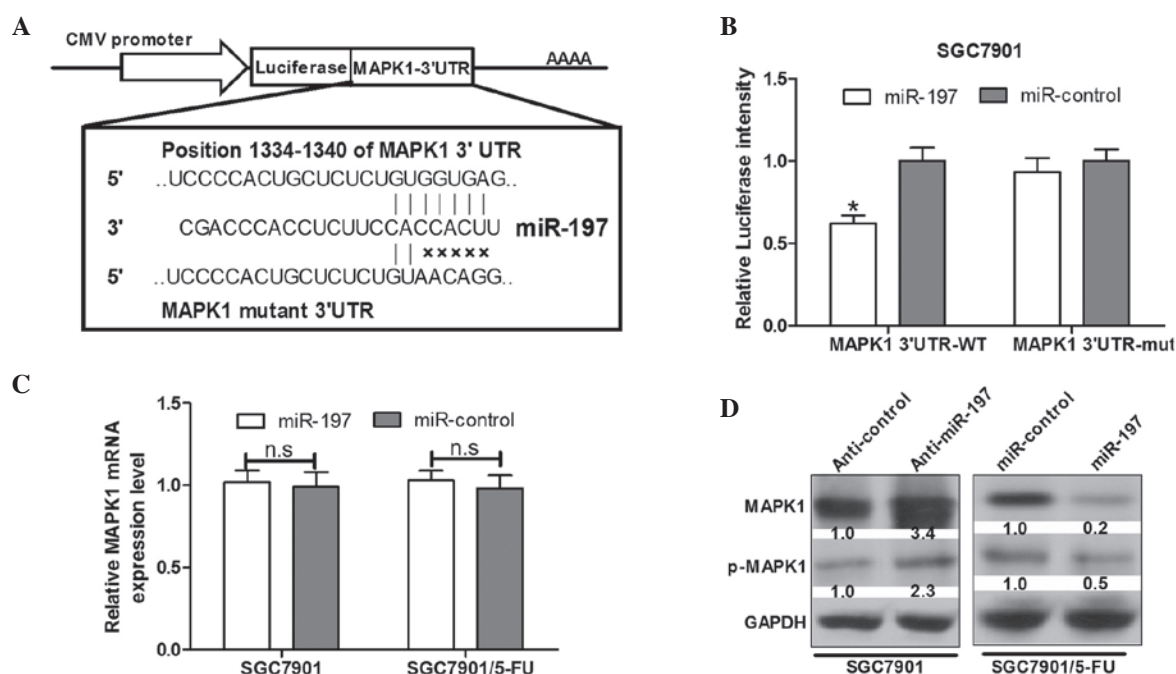 A
CMV promoter
AAAA
Luciferase MAPK1-3'UTR
Position 1334-1340 of MAPK1 3' UTR
5' ..UCCCCACUGCUCUCUGUGGUGAG..
3' CGACCCACCUCUUCCACCACUU miR-197
xxxxx
5' ..UCCCCACUGCUCUCUGUAACAGG..
MAPK1 mutant 3'UTR
B
SGC7901
miR-197 miR-control
Relative Luciferase intensity
1.5
1.0
0.5
0.0
*
MAPK1 3'UTR-WT MAPK1 3'UTR-mut
C
miR-197 miR-control
Relative MAPK1 mRNA
expression level
1.5
1.0
0.5
0.0
n.s n.s
SGC7901 SGC7901/5-FU
D
Anti-control Anti-miR-197 miR-control miR-197
MAPK1
1.0 3.4 1.0 0.2
p-MAPK1
1.0 2.3 1.0 0.5
GAPDH
SGC7901 SGC7901/5-FU